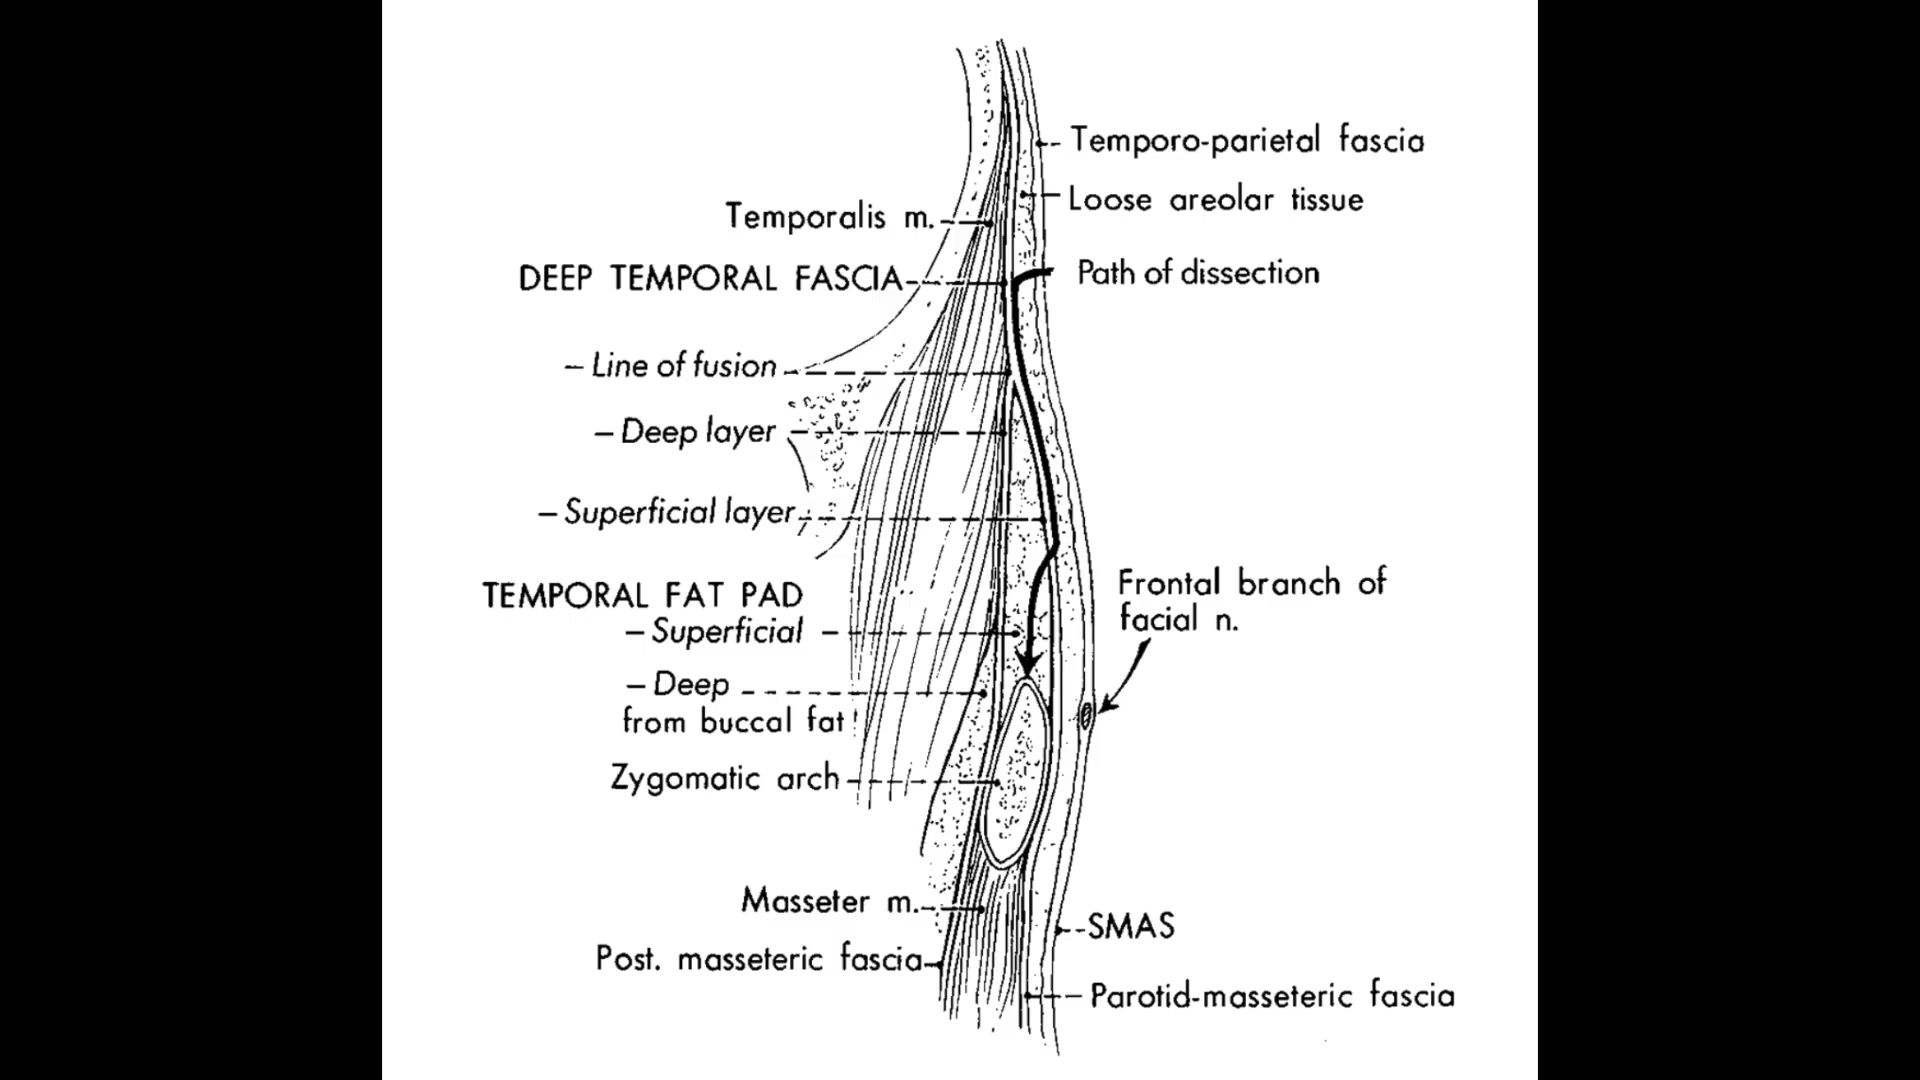 Temporo-parietal fascia
Loose areolar tissue
Temporalis m.
DEEP TEMPORAL FASCIA
Path of dissection
– Line of fusion
– Deep layer
– Superficial layer
TEMPORAL FAT PAD
– Superficial
– Deep
from buccal fat
Frontal branch of
facial n.
Zygomatic arch
Masseter m.
SMAS
Post. masseteric fascia
Parotid-masseteric fascia